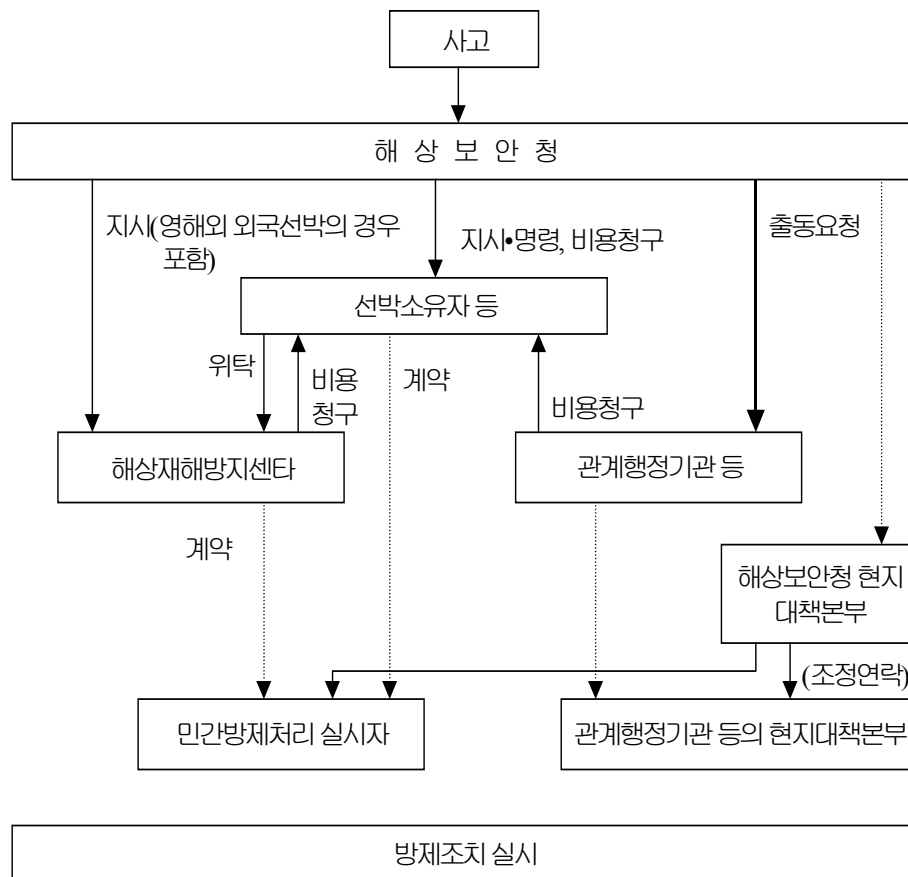 사고
해 상 보 안 청
지시(영해외 외국선박의 경우
포함)
지시•명령, 비용청구
출동요청
선박소유자 등
위탁
비용
청구
계약
비용청구
해상재해방지센타
관계행정기관 등
계약
해상보안청 현지
대책본부
(조정연락)
민간방제처리 실시자
관계행정기관 등의 현지대책본부
방제조치 실시